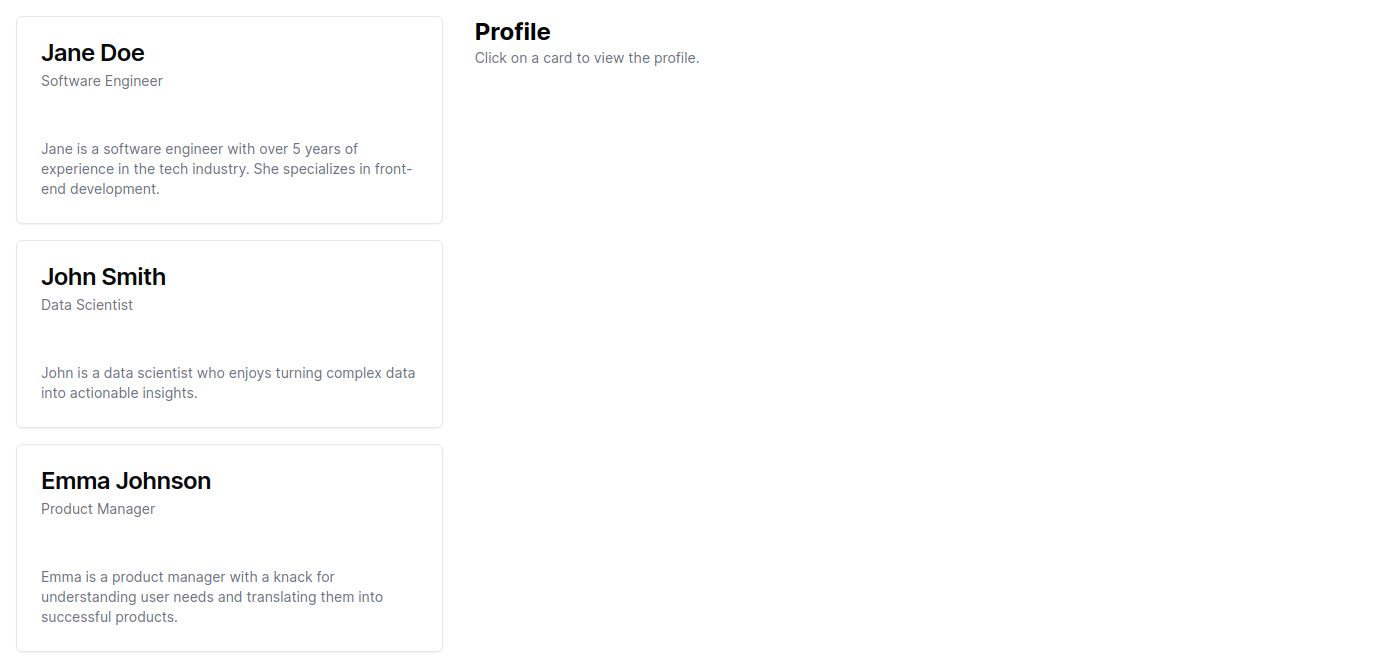 Jane Doe
Software Engineer
Jane is a software engineer with over 5 years of
experience in the tech industry. She specializes in front-
end development.
John Smith
Data Scientist
John is a data scientist who enjoys turning complex data
into actionable insights.
Emma Johnson
Product Manager
Emma is a product manager with a knack for
understanding user needs and translating them into
successful products.
Profile
Click on a card to view the profile.